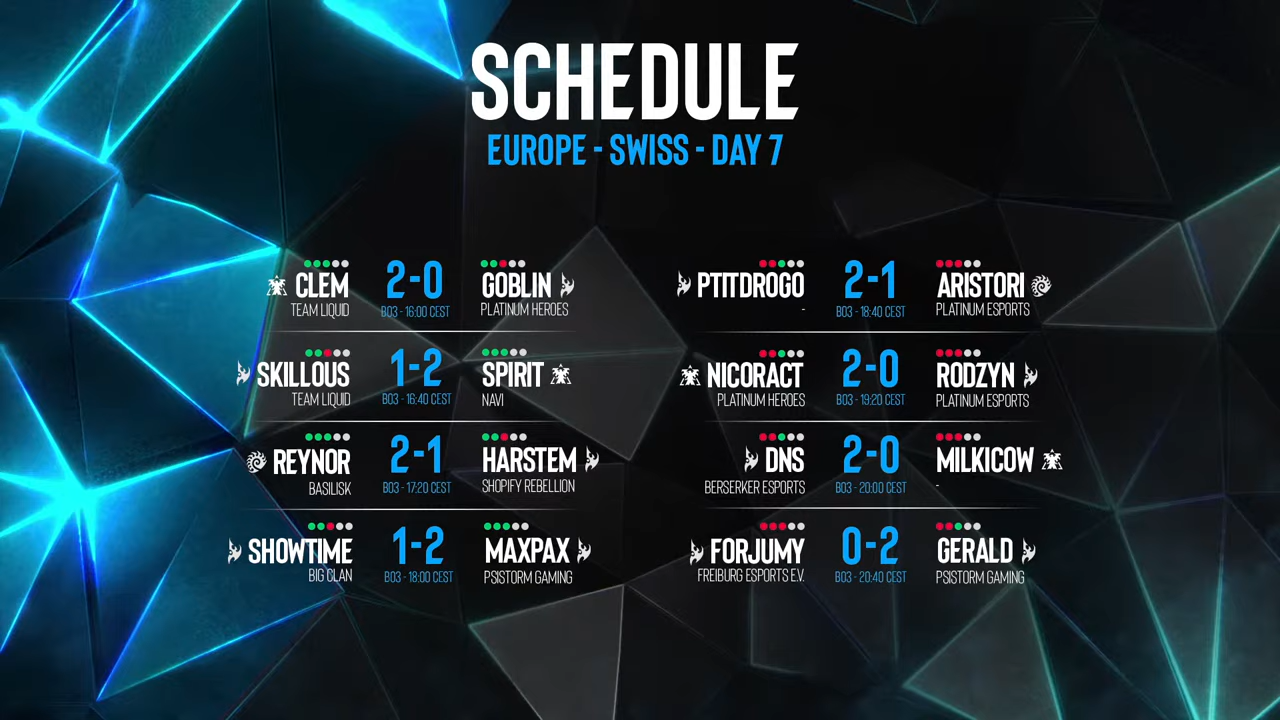 SCHEDULE
EUROPE - SWISS - DAY 7
CLEM 2-0 GOBLIN
TEAM LIQUID BO3 - 16:00 CEST PLATINUM HEROES
SKILLOUS 1-2 SPIRIT
TEAM LIQUID BO3 - 16:40 CEST NAVI
REYNOR 2-1 HARSTEM
BASILISK BO3 - 17:20 CEST SHOPIFY REBELLION
SHOWTIME 1-2 MAXPAX
BIG CLAN BO3 - 18:00 CEST PSISTORM GAMING
PTITDROGO 2-1 ARISTORI
- BO3 - 18:40 CEST PLATINUM ESPORTS
NICORACT 2-0 RODZYN
PLATINUM HEROES BO3 - 19:20 CEST PLATINUM ESPORTS
DNS 2-0 MILKICOW
BERSERKER ESPORTS BO3 - 20:00 CEST -
FORJUMY 0-2 GERALD
FREIBURG ESPORTS E.V. BO3 - 20:40 CEST PSISTORM GAMING